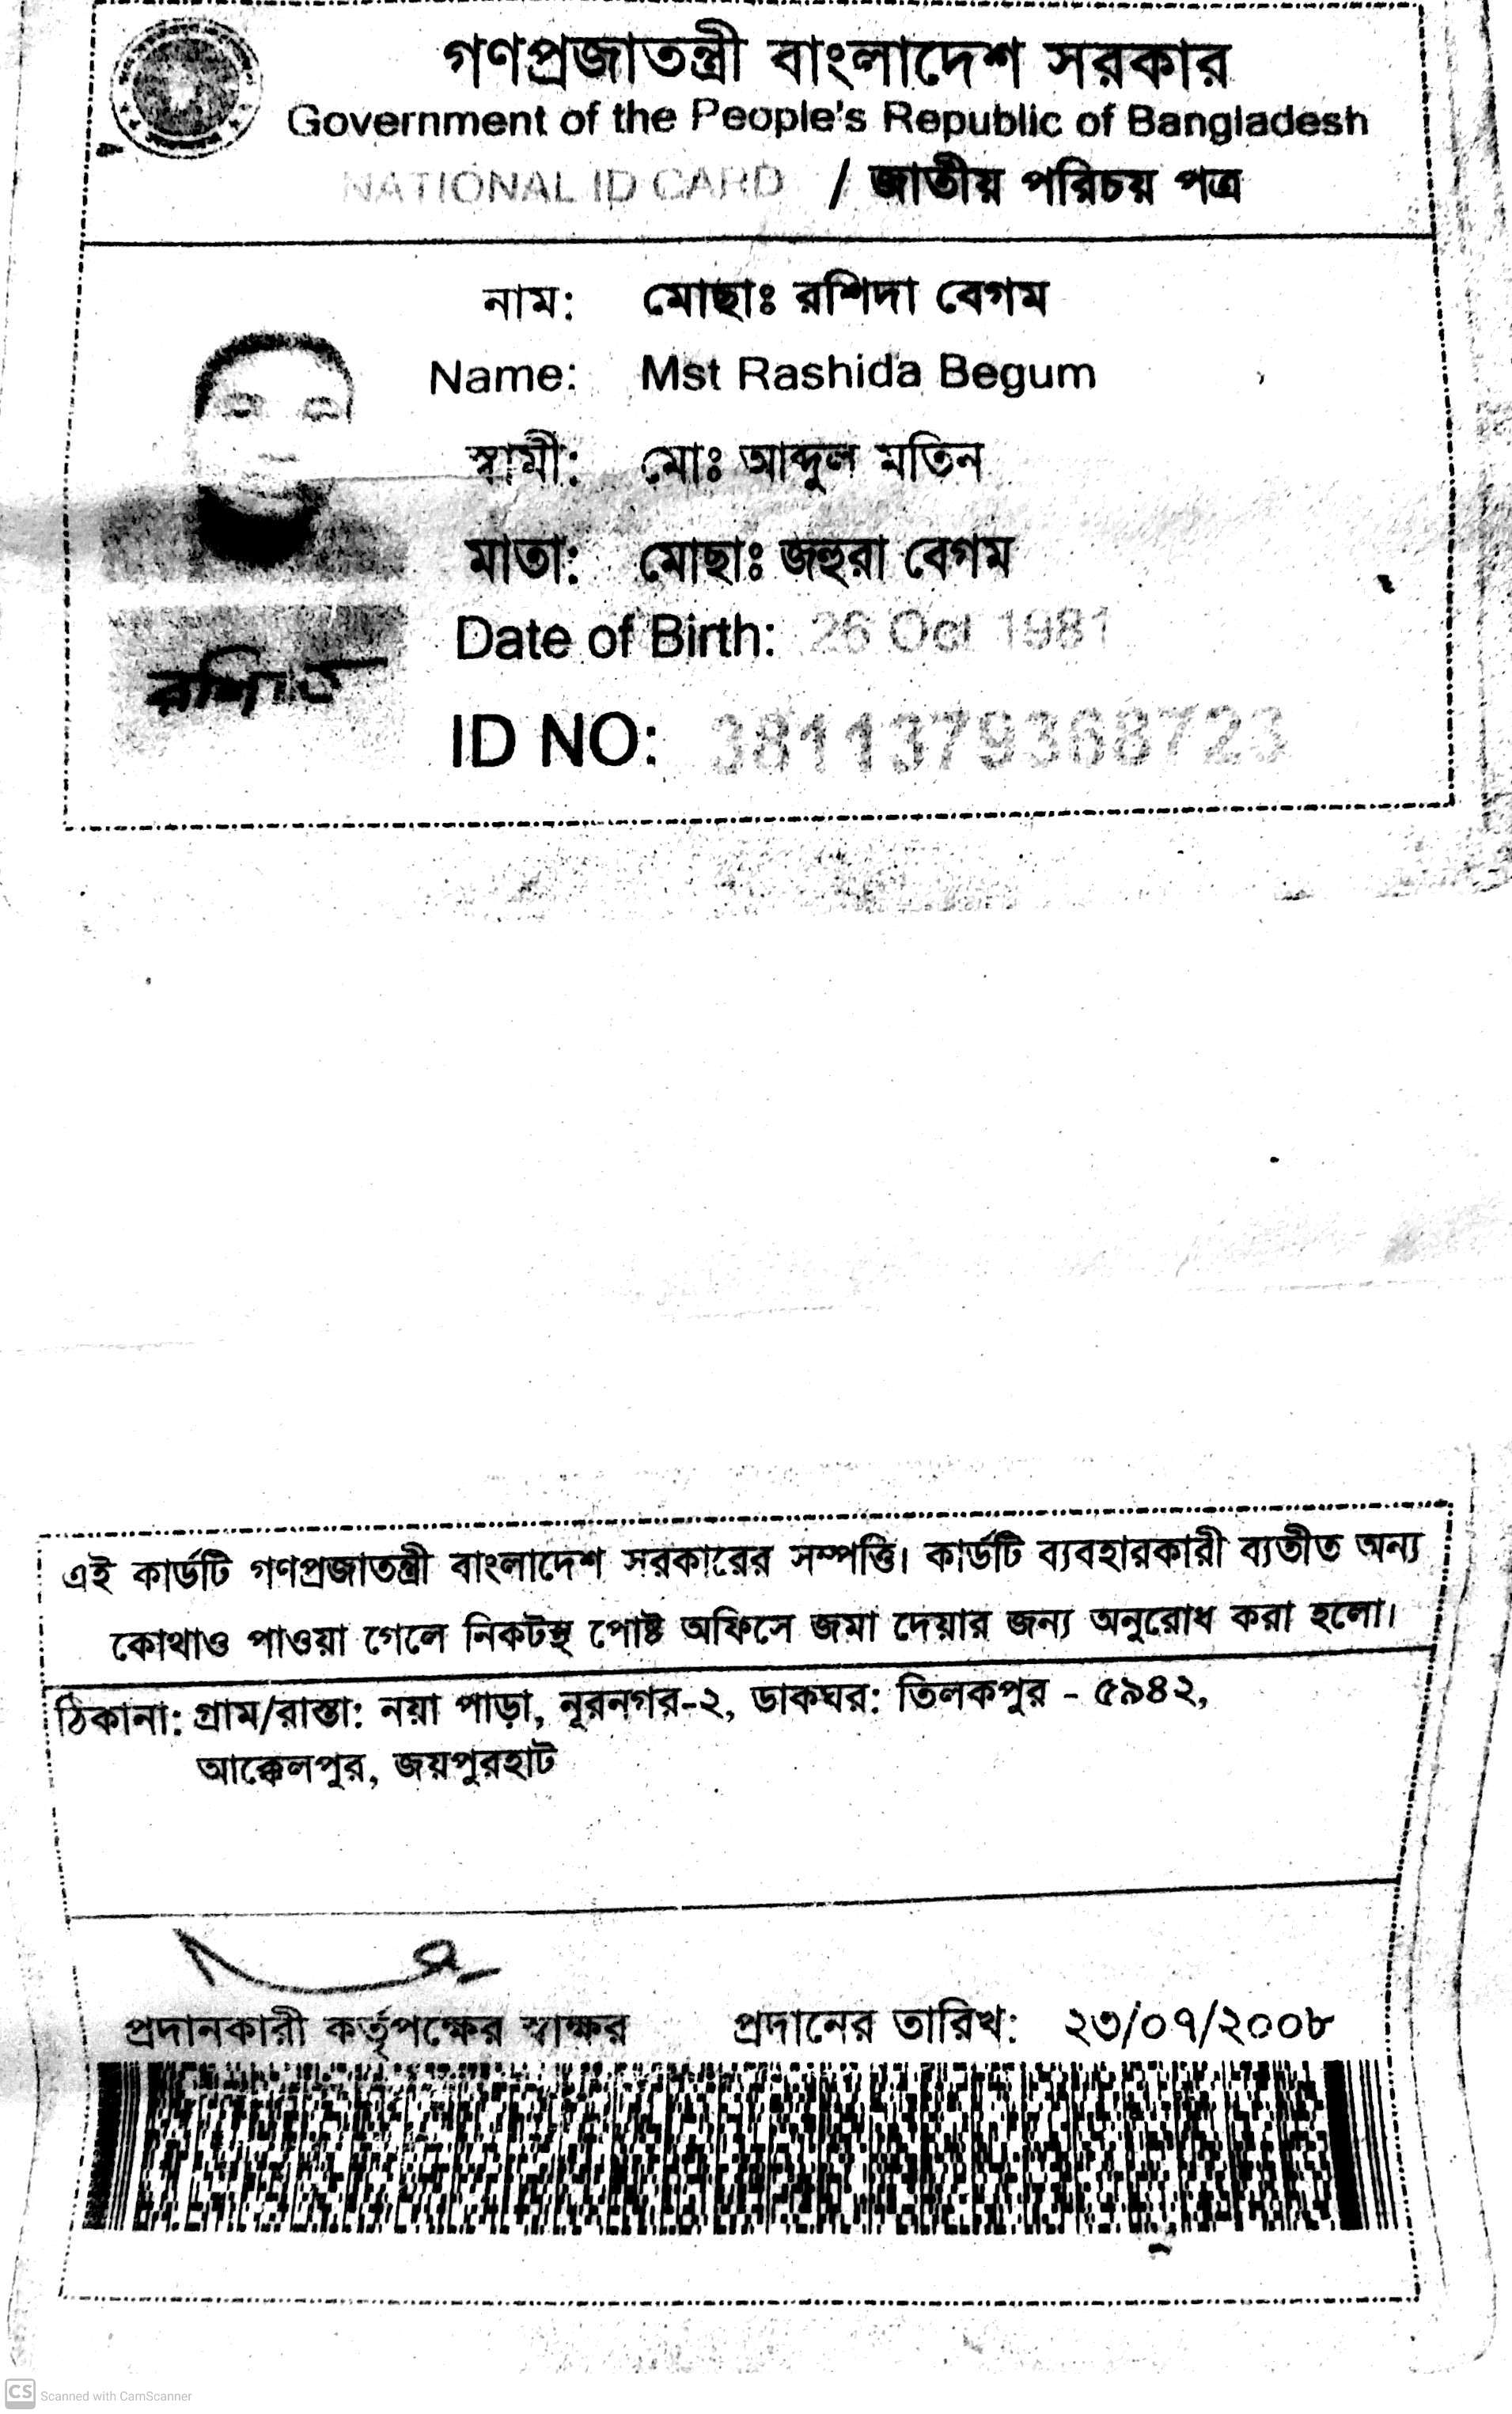 গণপ্রজাতন্ত্রী বাংলাদেশ সরকার
Government of the People's Republic of Bangladesh
NATIONAL ID CARD / জাতীয় পরিচয় পত্র
নাম: মোছাঃ রশিদা বেগম
Name: Mst Rashida Begum
স্বামী: মোঃ আব্দুল মতিন
মাতা: মোছাঃ জহুরা বেগম
Date of Birth: 26 Oct 1981
ID NO: 3811379368723
এই কার্ডটি গণপ্রজাতন্ত্রী বাংলাদেশ সরকারের সম্পত্তি। কার্ডটি ব্যবহারকারী ব্যতীত অন্য
কোথাও পাওয়া গেলে নিকটস্থ পোষ্ট অফিসে জমা দেয়ার জন্য অনুরোধ করা হলো।
ঠিকানা: গ্রাম/রাস্তা: নয়া পাড়া, নূরনগর-২, ডাকঘর: তিলকপুর - ৫৯৪২,
আক্কেলপুর, জয়পুরহাট
প্রদানকারী কর্তৃপক্ষের স্বাক্ষর প্রদানের তারিখ: ২৩/০৭/২০০৮
CS Scanned with CamScanner